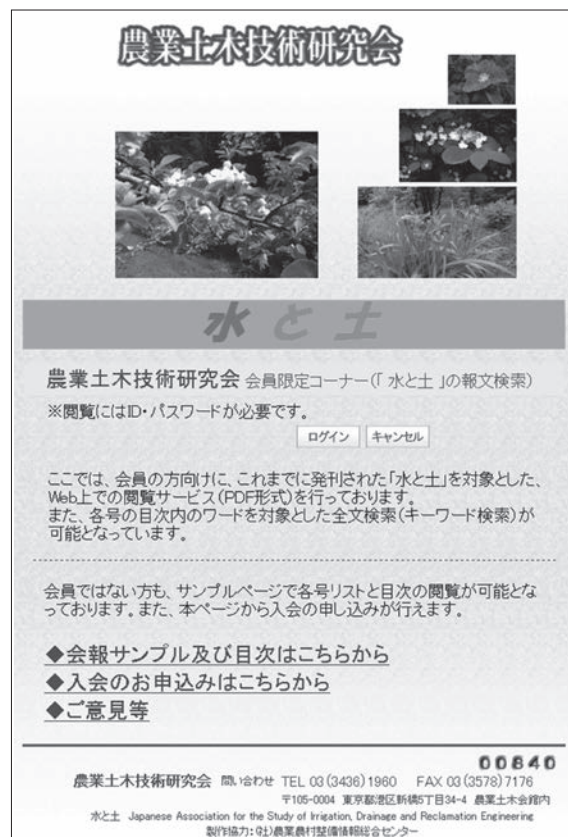 農業土木技術研究会
水と土
農業土木技術研究会 会員限定コーナー(「 水と土 」の報文検索)
※閲覧にはID・パスワードが必要です。
ログイン キャンセル
ここでは、会員の方向けに、これまでに発刊された「水と土」を対象とした、
Web上での閲覧サービス(PDF形式)を行っております。
また、各号の目次内のワードを対象とした全文検索(キーワード検索)が
可能となっています。
会員ではない方も、サンプルページで各号リストと目次の閲覧が可能とな
っております。また、本ページから入会の申し込みが行えます。
◆会報サンプル及び目次はこちらから
◆入会のお申込みはこちらから
◆ご意見等
00840
農業土木技術研究会 問い合わせ TEL 03(3436)1960 FAX 03(3578)7176
〒105-0004 東京都港区新橋5丁目34-4 農業土木会館内
水と土 Japanese Association for the Study of Irrigation, Drainage and Reclamation Engineering
製作協力:(社)農業農村整備情報総合センター